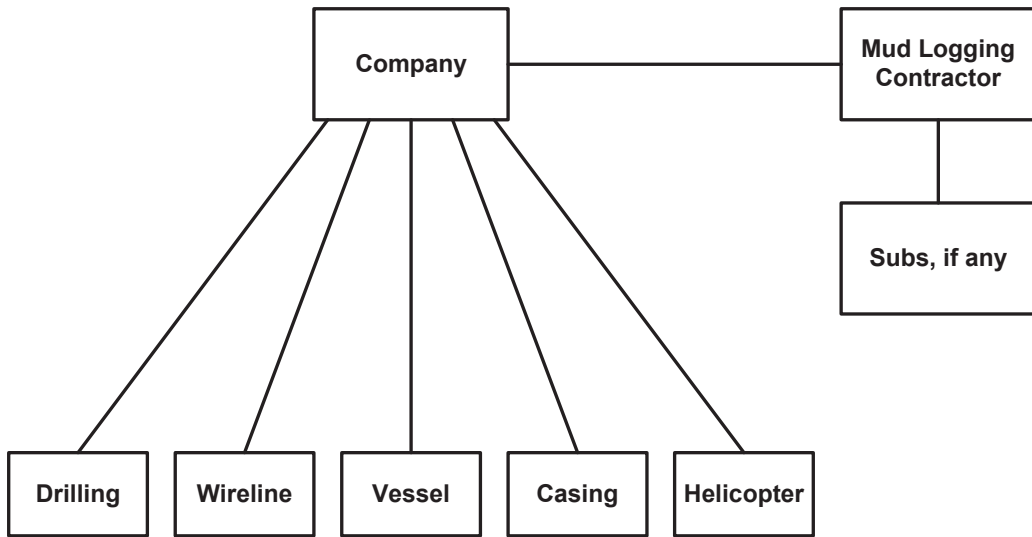 Company
Mud Logging
Contractor
Subs, if any
Drilling
Wireline
Vessel
Casing
Helicopter